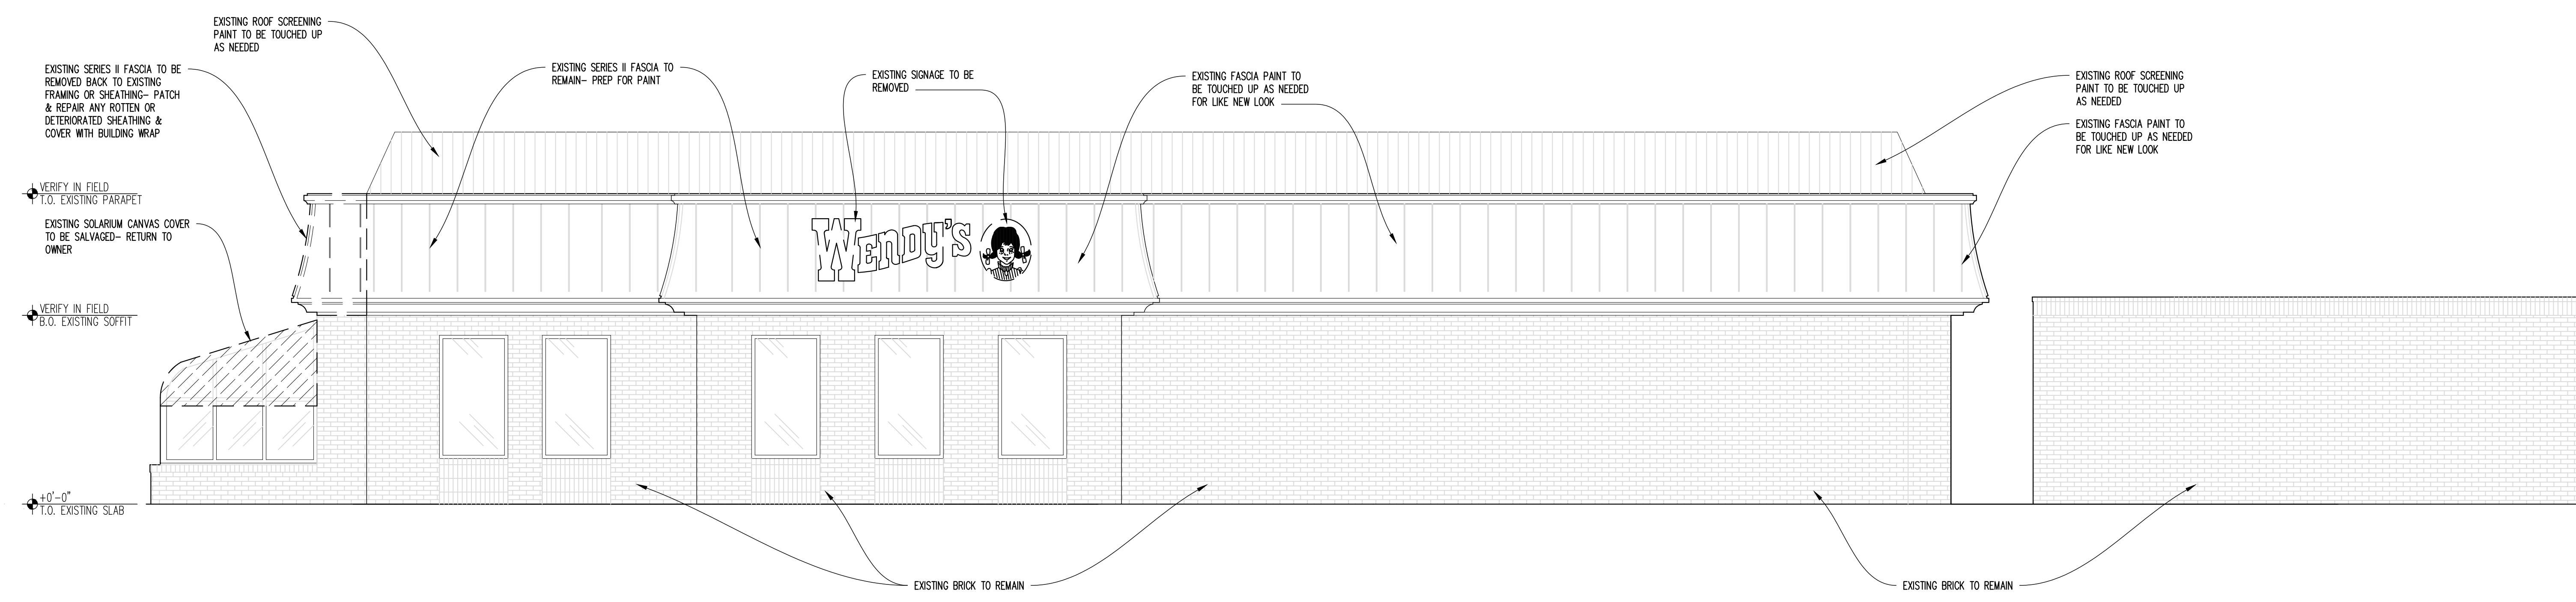 EXISTING ROOF SCREENING
PAINT TO BE TOUCHED UP
AS NEEDED
EXISTING SERIES II FASCIA TO BE
REMOVED BACK TO EXISTING
FRAMING OR SHEATHING– PATCH
& REPAIR ANY ROTTEN OR
DETERIORATED SHEATHING &
COVER WITH BUILDING WRAP
EXISTING SERIES II FASCIA TO
REMAIN– PREP FOR PAINT
EXISTING SIGNAGE TO BE
REMOVED
EXISTING FASCIA PAINT TO
BE TOUCHED UP AS NEEDED
FOR LIKE NEW LOOK
EXISTING ROOF SCREENING
PAINT TO BE TOUCHED UP
AS NEEDED
EXISTING FASCIA PAINT TO
BE TOUCHED UP AS NEEDED
FOR LIKE NEW LOOK
VERIFY IN FIELD
T.O. EXISTING PARAPET
EXISTING SOLARIUM CANVAS COVER
TO BE SALVAGED– RETURN TO
OWNER
WENDY'S
VERIFY IN FIELD
B.O. EXISTING SOFFIT
+0'-0"
T.O. EXISTING SLAB
EXISTING BRICK TO REMAIN
EXISTING BRICK TO REMAIN